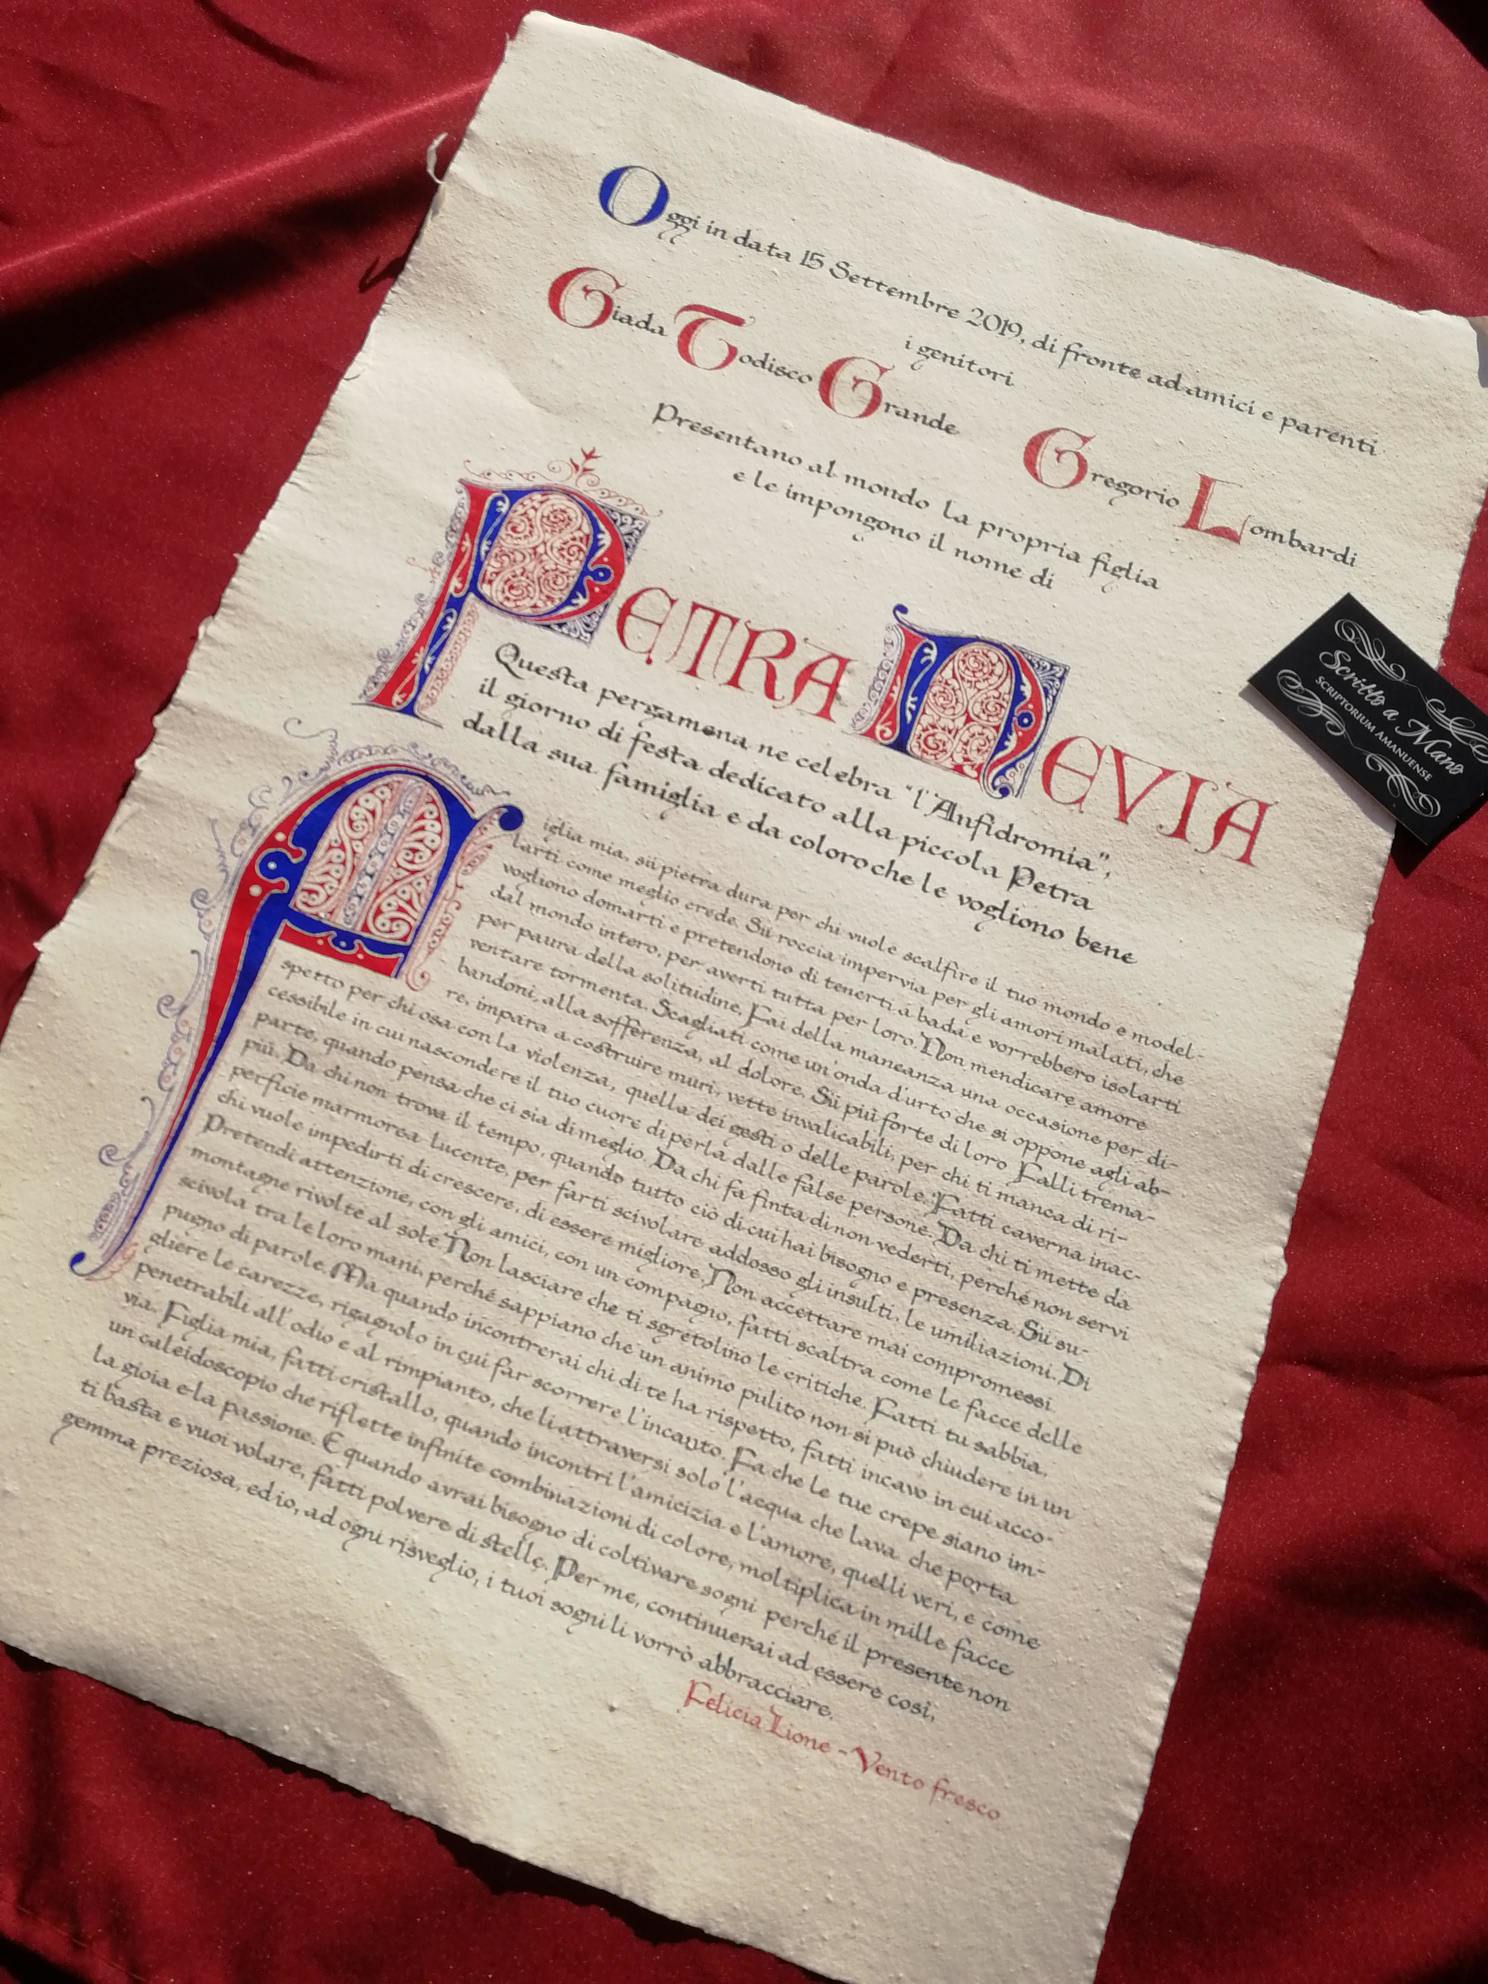 Oggi in data 15 Settembre 2019, di fronte ad amici e parenti
i genitori
Giada Todisco Grande Gregorio Lombardi
Presentano al mondo la propria figlia
e le impongono il nome di
PETRA NEVIA
Questa pergamena ne celebra "l'Anfidromia",
il giorno di festa dedicato alla piccola Petra
dalla sua famiglia e da coloro che le vogliono bene
Figlia mia, sii pietra dura per chi vuole scalfire il tuo mondo e model-
larti come meglio crede. Sii roccia impervia per gli amori malati, che
vogliono domarti e pretendono di tenerti a bada, e vorrebbero isolarti
dal mondo intero, per averti tutta per loro. Non mendicare amore
per paura della solitudine. Fai della mancanza una occasione per di-
ventare tormenta. Scagliati come un'onda d'urto che si oppone agli ab-
bandoni, alla sofferenza, al dolore. Sii più forte di loro. Falli trema-
re, impara a costruire muri, vette invalicabili, per chi ti manca di ri-
spetto per chi osa con la violenza, quella dei gesti o delle parole. Fatti caverna inac-
cessibile in cui nascondere il tuo cuore di perla dalle false persone. Da chi ti mette da
parte, quando pensa che ci sia di meglio. Da chi fa finta di non vederti, perché non servi
più. Da chi non trova il tempo, quando tutto ciò di cui hai bisogno e presenza. Sii su-
perficie marmorea lucente, per farti scivolare addosso gli insulti, le umiliazioni. Di
chi vuole impedirti di crescere, di essere migliore. Non accettare mai compromessi.
Pretendi attenzione, con gli amici, con un compagno, fatti scaltra come le facce delle
montagne rivolte al sole. Non lasciare che ti sgretolino le critiche. Fatti tu sabbia,
scivola tra le loro mani, perché sappiano che un animo pulito non si può chiudere in un
pugno di parole. Ma quando incontrerai chi di te ha rispetto, fatti incavo in cui acco-
gliere le carezze, rigagnolo in cui far scorrere l'incanto. Fa che le tue crepe siano im-
penetrabili all'odio e al rimpianto, che li attraversi solo l'acqua che lava, che porta
via. Figlia mia, fatti cristallo, quando incontri l'amicizia e l'amore, quelli veri, e come
un caleidoscopio che riflette infinite combinazioni di colore, moltiplica in mille facce
la gioia e la passione. E quando avrai bisogno di coltivare sogni perché il presente non
ti basta e vuoi volare, fatti polvere di stelle. Per me, continuerai ad essere così,
gemma preziosa, ed io, ad ogni risveglio, i tuoi sogni li vorrò abbracciare.
Felicia Lione - Vento fresco
Scritto a Mano
SCRIPTORIUM AMANUENSE